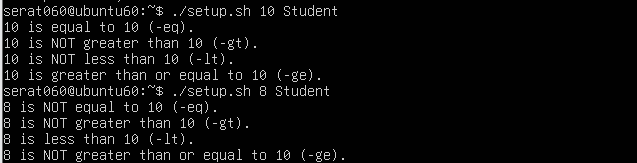 serat060@ubuntu60:~$ ./setup.sh 10 Student
10 is equal to 10 (-eq).
10 is NOT greater than 10 (-gt).
10 is NOT less than 10 (-lt).
10 is greater than or equal to 10 (-ge).
serat060@ubuntu60:~$ ./setup.sh 8 Student
8 is NOT equal to 10 (-eq).
8 is NOT greater than 10 (-gt).
8 is less than 10 (-lt).
8 is NOT greater than or equal to 10 (-ge).